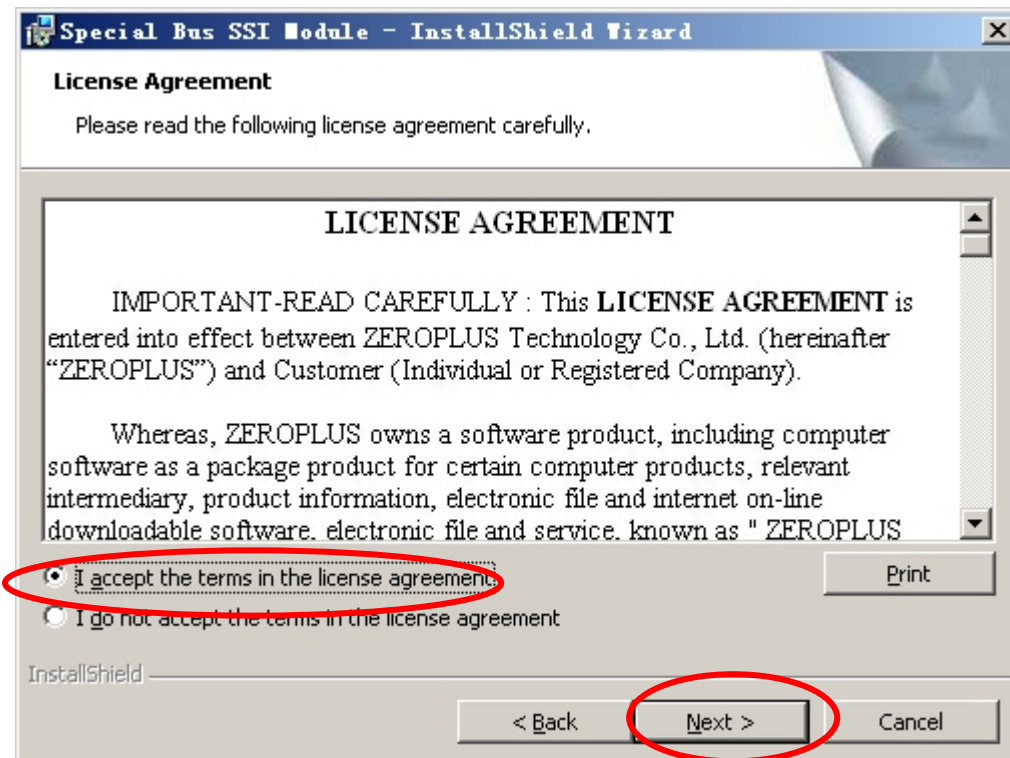 Special Bus SSI Module - InstallShield Wizard
License Agreement
Please read the following license agreement carefully.
LICENSE AGREEMENT
IMPORTANT-READ CAREFULLY : This LICENSE AGREEMENT is
entered into effect between ZEROPLUS Technology Co., Ltd. (hereinafter
“ZEROPLUS”) and Customer (Individual or Registered Company).
Whereas, ZEROPLUS owns a software product, including computer
software as a package product for certain computer products, relevant
intermediary, product information, electronic file and internet on-line
downloadable software, electronic file and service, known as " ZEROPLUS
I accept the terms in the license agreement
Print
I do not accept the terms in the license agreement
InstallShield
< Back Next > Cancel